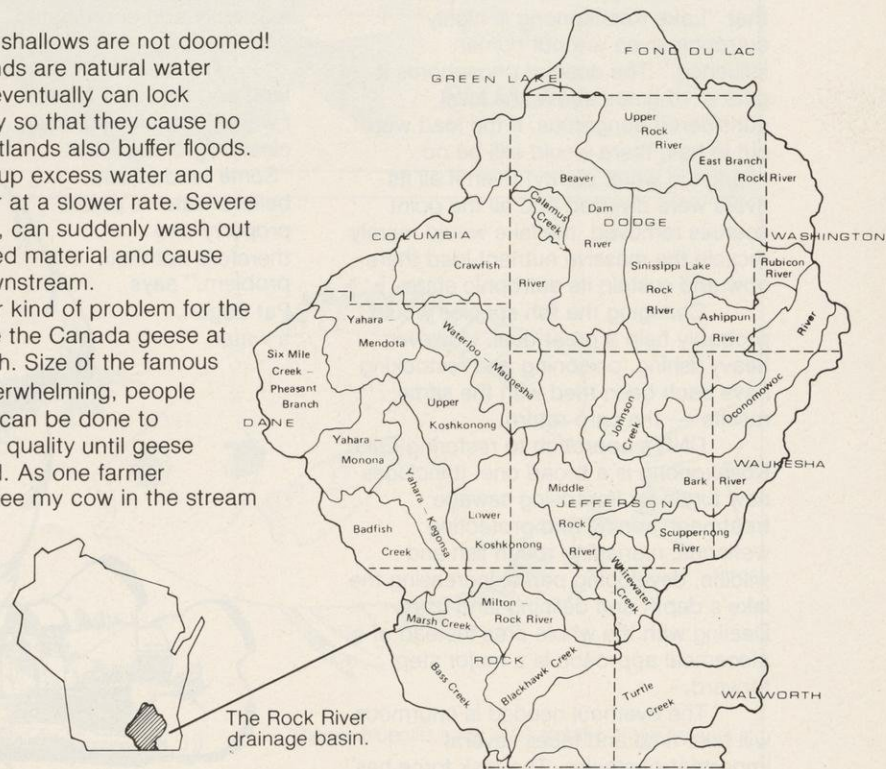 shallows are not doomed!
nds are natural water
eventually can lock
y so that they cause no
tlands also buffer floods.
up excess water and
r at a slower rate. Severe
, can suddenly wash out
ed material and cause
wnstream.
r kind of problem for the
e the Canada geese at
h. Size of the famous
erwhelming, people
can be done to
quality until geese
l. As one farmer
ee my cow in the stream
FOND DU LAC
GREEN LAKE
Upper
Rock
River
East Branch
Rock River
Beaver
Dam
River
Calamus
Creek
DODGE
COLUMBIA
WASHINGTON
Crawfish
River
Sinissippi Lake
Rock
River
Rubicon
River
Ashippun
River
Oconomowoc
River
Yahara –
Mendota
Waterloo – Maunesha
Six Mile
Creek –
Pheasant
Branch
Upper
Koshkonong
Johnson
Creek
DANE
Yahara –
Monona
WAUKESHA
Bark River
Middle
JEFFERSON
Rock
River
Yahara – Kegonsa
Lower
Koshkonong
Badfish
Creek
Scuppernong
River
Whitewater
Creek
Milton
Rock River
Marsh Creek
ROCK
Blackhawk Creek
Bass Creek
Turtle
Creek
WALWORTH
The Rock River
drainage basin.